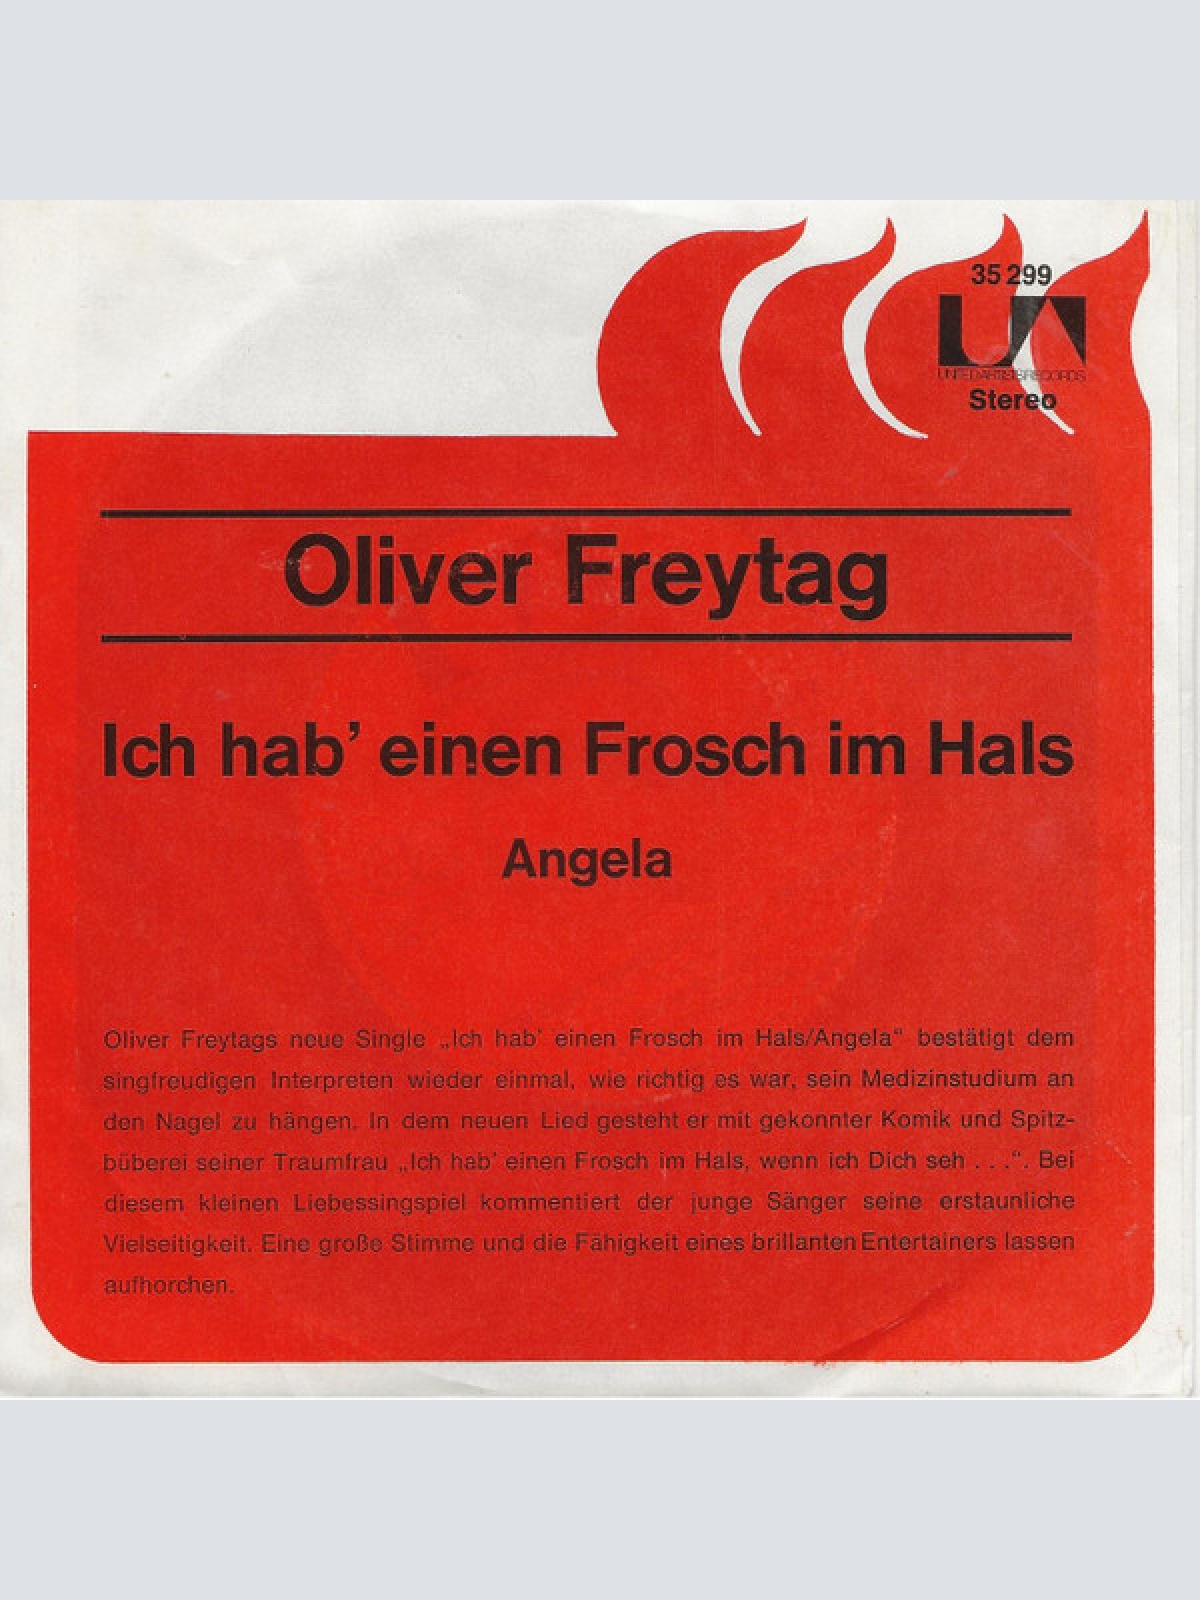 35 299
UA
UNITED ARTISTS RECORDS
Stereo
Oliver Freytag
Ich hab’ einen Frosch im Hals
Angela
Oliver Freytags neue Single „Ich hab’ einen Frosch im Hals/Angela“ bestätigt dem
singfreudigen Interpreten wieder einmal, wie richtig es war, sein Medizinstudium an
den Nagel zu hängen. In dem neuen Lied gesteht er mit gekonnter Komik und Spitz-
büberei seiner Traumfrau „Ich hab’ einen Frosch im Hals, wenn ich Dich seh . . .“. Bei
diesem kleinen Liebessingspiel kommentiert der junge Sänger seine erstaunliche
Vielseitigkeit. Eine große Stimme und die Fähigkeit eines brillanten Entertainers lassen
aufhorchen.